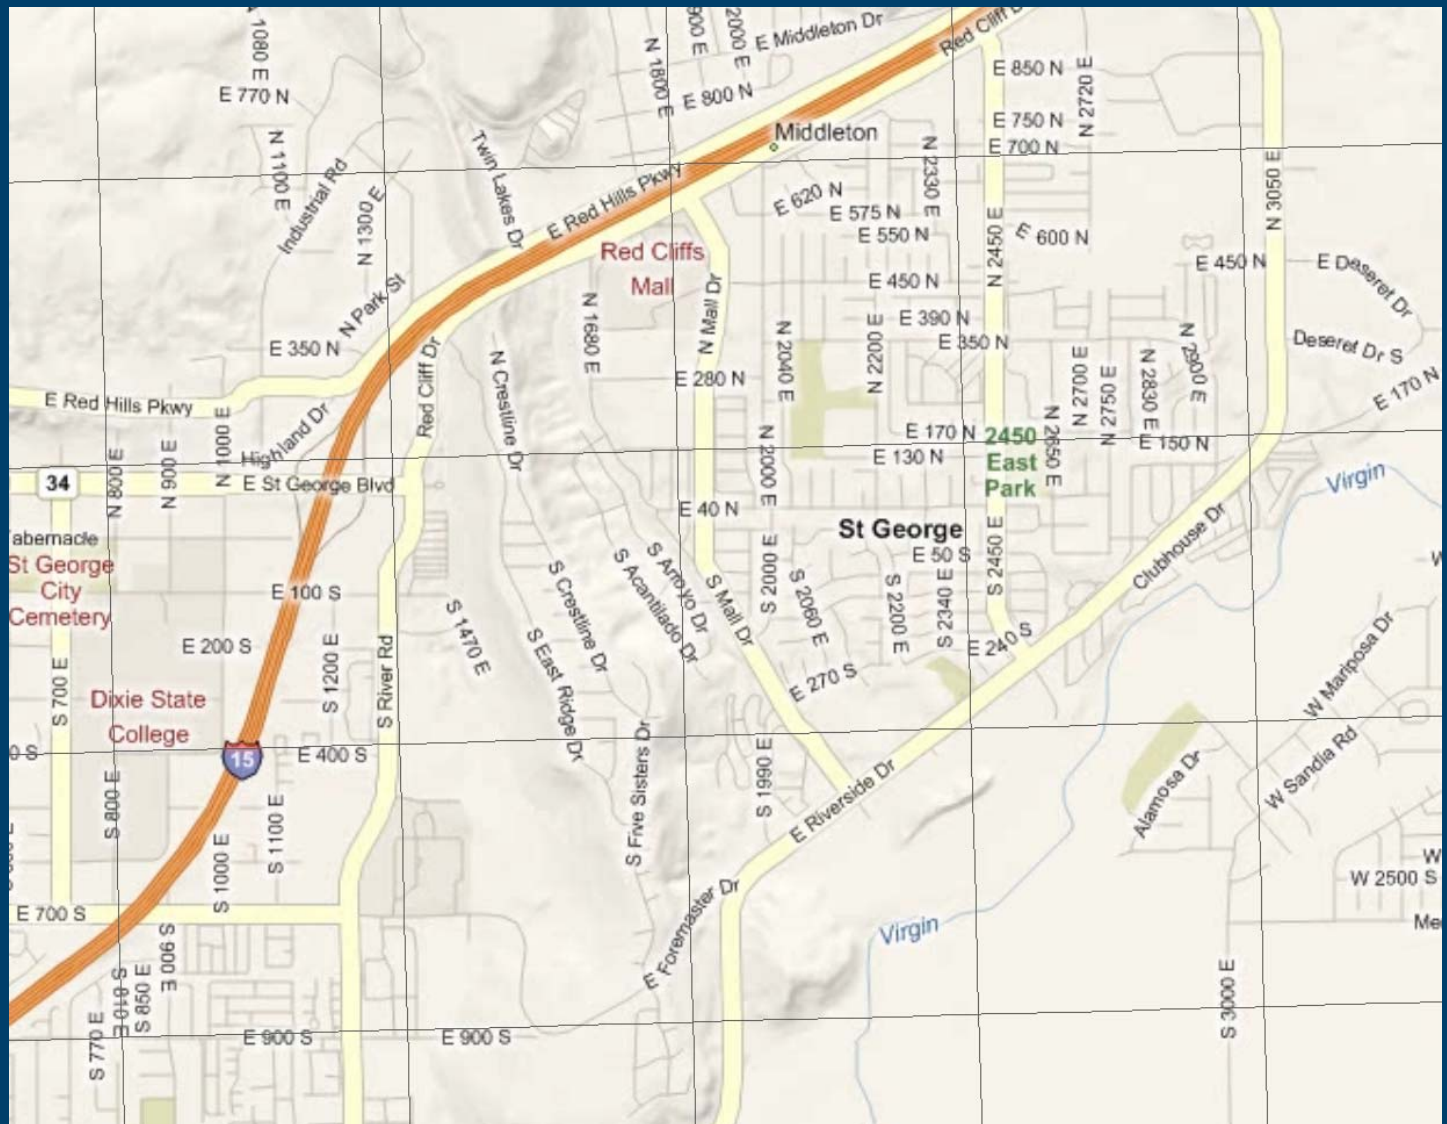 N 1080 E
N 1800 E
900 E
2000 E
E Middleton Dr
Red Cliff D
E 770 N
E 800 N
E 850 N
N 2720 E
E 750 N
E 700 N
Middleton
N 1100 E
Industrial Rd
Twin Lakes Dr
N 1300 E
E Red Hills Pkwy
N 2330 E
E 620 N
E 575 N
E 550 N
N 2450 E
E 600 N
N 3050 E
Red Cliffs
Mall
E 450 N
E 450 N
E Deseret Dr
N Park St
N Mall Dr
N 1680 E
E 390 N
E 350 N
E 350 N
N 2040 E
N 2200 E
Red Cliff Dr
N Crestline Dr
E 280 N
N 2700 E
N 2750 E
N 2830 E
N 2900 E
Deseret Dr S
E 170 N
E Red Hills Pkwy
Highland Dr
N 1000 E
N 900 E
N 800 E
E 170 N
E 130 N
2450
East
Park
N 2650 E
E 150 N
34
E St George Blvd
N 2000 E
E 40 N
Virgin
St George
E 50 S
abernacle
St George
City
Cemetery
E 100 S
S Crestline Dr
S Acantilado Dr
S Arroyo Dr
S Mall Dr
S 2000 E
S 2060 E
S 2200 E
S 2340 E
S 2450 E
Clubhouse Dr
E 200 S
S 1200 E
S River Rd
S 1470 E
S East Ridge Dr
E 240 S
E 270 S
W Mariposa Dr
S 700 E
Dixie State
College
15
E 400 S
0 S
S Five Sisters Dr
S 1990 E
E Riverside Dr
Alamosa Dr
W Sandia Rd
S 800 E
S 1000 E
S 1100 E
W
W 2500 S
E 700 S
E Foremaster Dr
Virgin
Me
S 900 E
S 810 E
S 850 E
S 770 E
E 900 S
E 900 S
S 3000 E